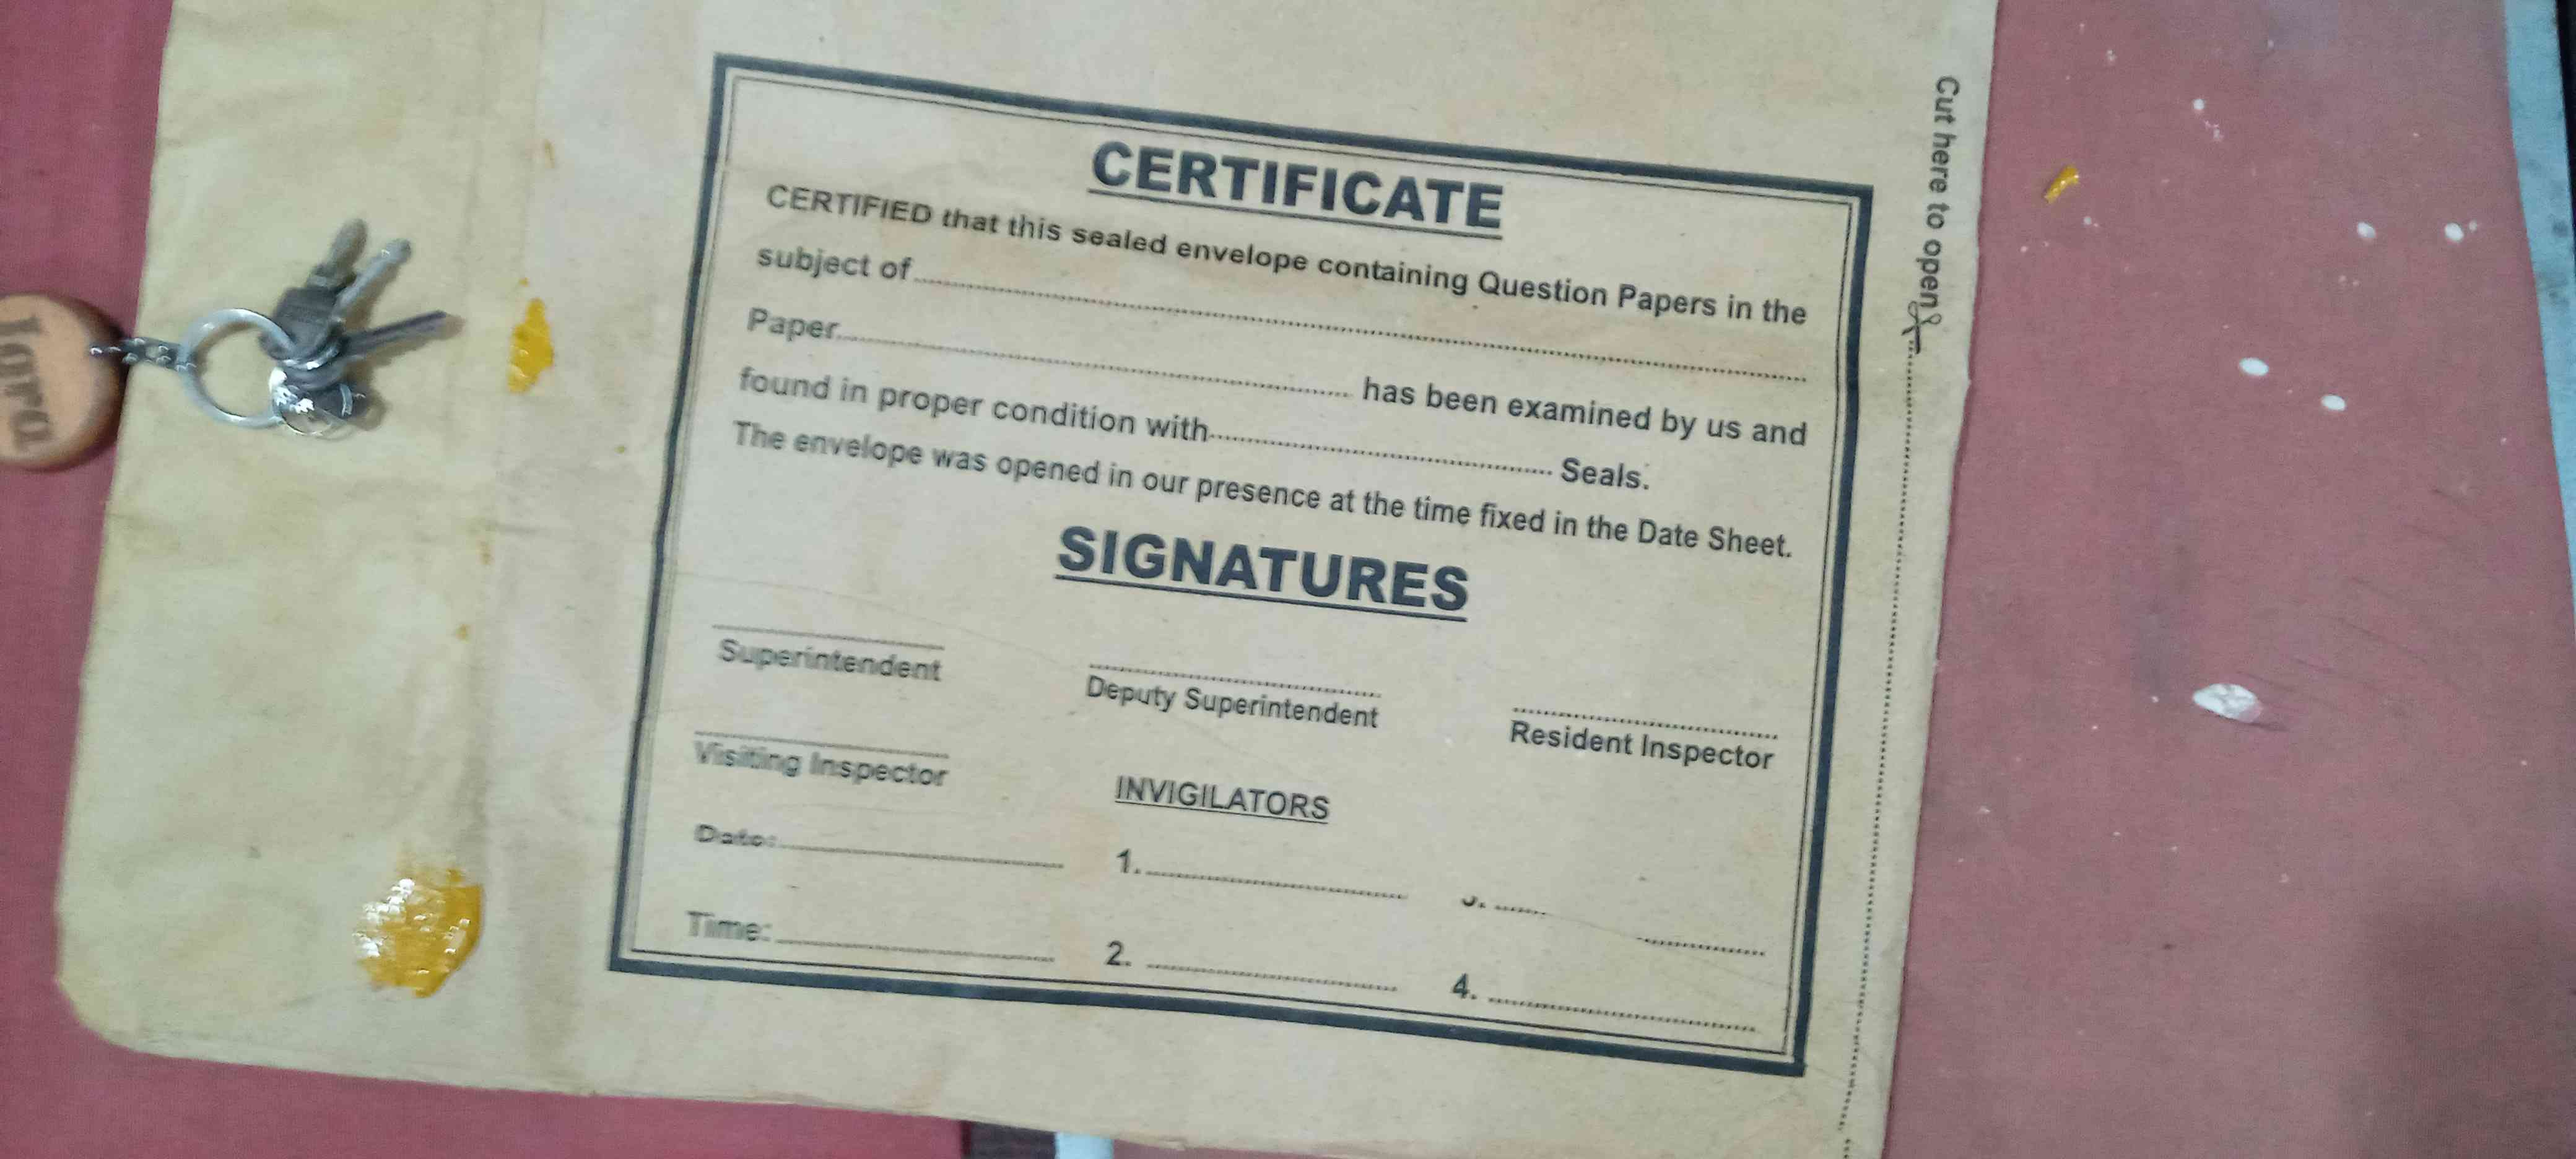 CERTIFICATE
CERTIFIED that this sealed envelope containing Question Papers in the
subject of
Paper has been examined by us and
found in proper condition with Seals.
The envelope was opened in our presence at the time fixed in the Date Sheet.
SIGNATURES
Superintendent
Deputy Superintendent
Resident Inspector
Visiting Inspector
INVIGILATORS
Date:
1.
3.
Time:
2.
4.
Cut here to open